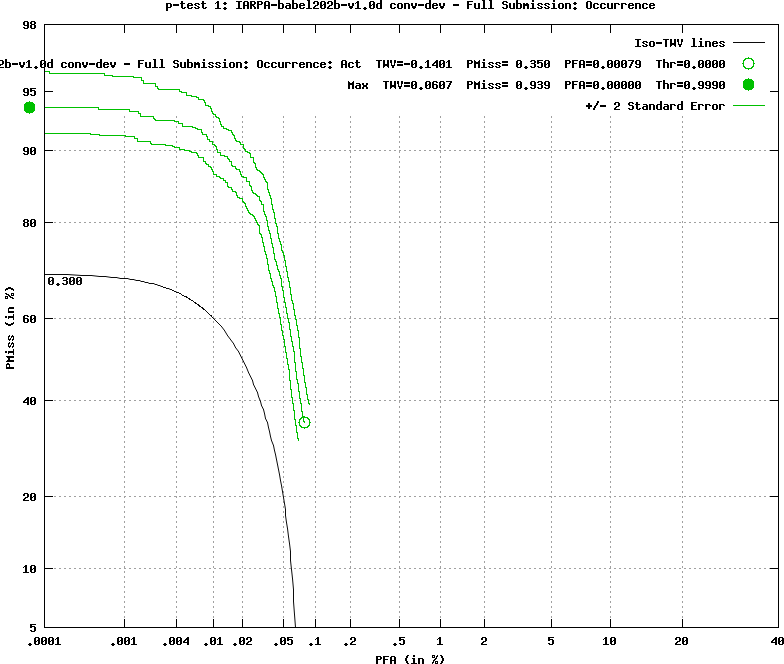 p-test 1: IARPA-babel202b-v1.0d conv-dev - Full Submission: Occurrence
98
Iso-TWV lines
2b-v1.0d conv-dev - Full Submission: Occurrence: Act TWV=-0.1401 PMiss= 0.350 PFA=0.00079 Thr=0.0000
Max TWV=0.0607 PMiss= 0.939 PFA=0.00000 Thr=0.9990
95
+/- 2 Standard Error
90
80
0.300
60
PMiss (in %)
40
20
10
5
.0001 .001 .004 .01 .02 .05 .1 .2 .5 1 2 5 10 20 40
PFA (in %)